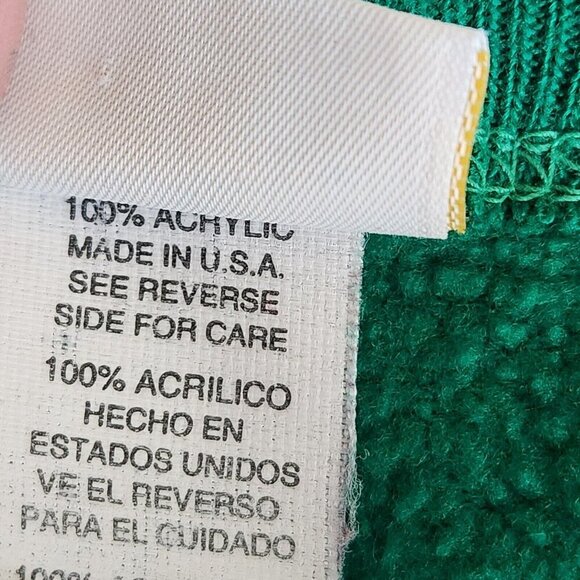 100% ACRYLIC
MADE IN U.S.A.
SEE REVERSE
SIDE FOR CARE
100% ACRILICO
HECHO EN
ESTADOS UNIDOS
VE EL REVERSO
PARA EL CUIDADO
100%